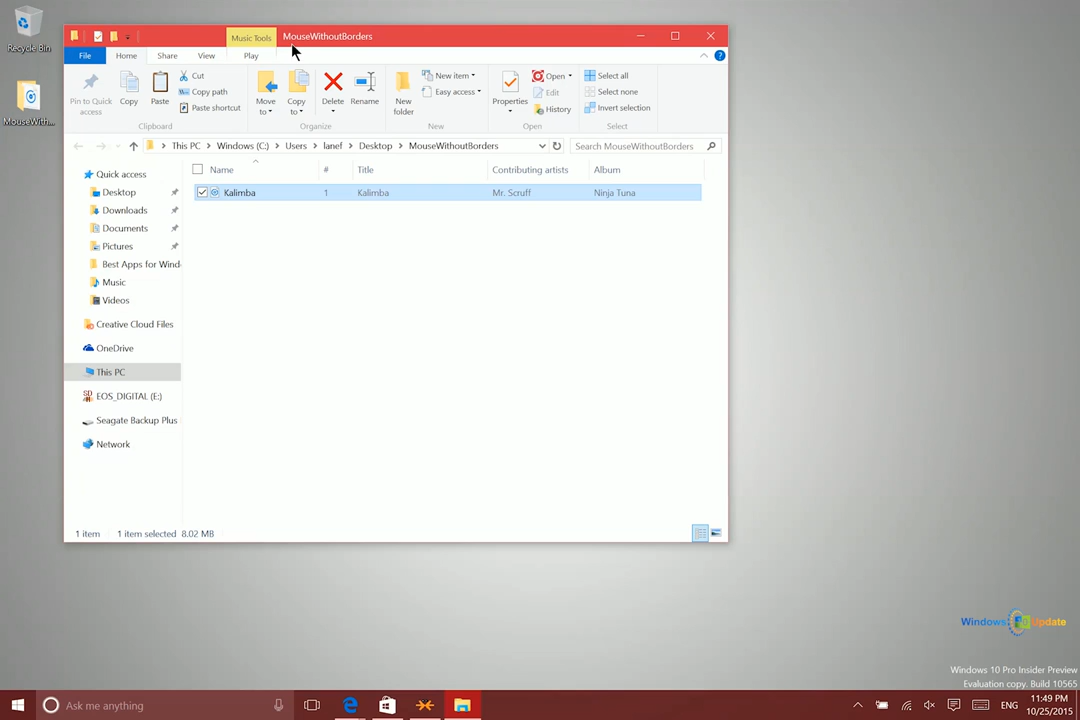 Recycle Bin
MouseWith...
Music Tools
MouseWithoutBorders
File
Home
Share
View
Play
Pin to Quick access
Copy
Paste
Cut
Copy path
Paste shortcut
Clipboard
Move to
Copy to
Delete
Rename
Organize
New folder
New item
Easy access
New
Properties
Open
Edit
History
Open
Select all
Select none
Invert selection
Select
This PC
Windows (C:)
Users
lanef
Desktop
MouseWithoutBorders
Search MouseWithoutBorders
Name
#
Title
Contributing artists
Album
Kalimba
1
Kalimba
Mr. Scruff
Ninja Tuna
Quick access
Desktop
Downloads
Documents
Pictures
Best Apps for Wind
Music
Videos
Creative Cloud Files
OneDrive
This PC
EOS_DIGITAL (E:)
Seagate Backup Plus
Network
1 item
1 item selected 8.02 MB
Windows Update
Windows 10 Pro Insider Preview
Evaluation copy. Build 10565
Ask me anything
ENG
11:49 PM
10/25/2015